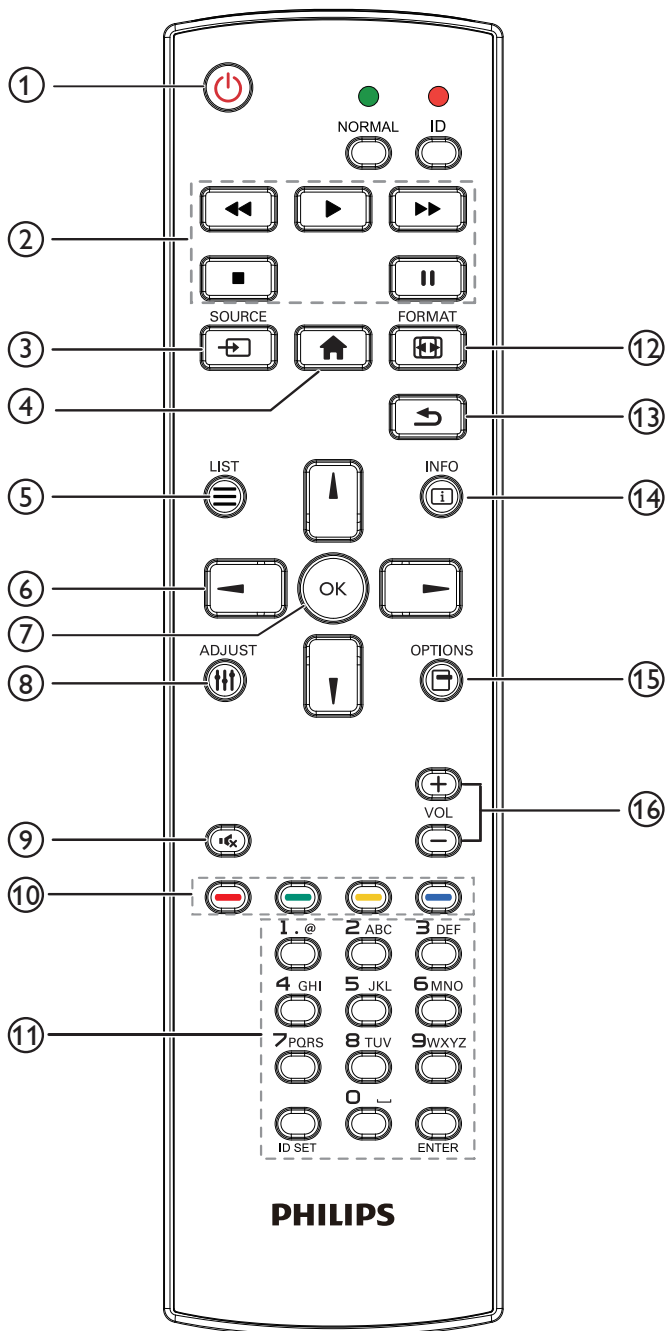 1
NORMAL ID
2
SOURCE FORMAT
3
12
4
13
LIST INFO
i
5
14
6
OK
7
ADJUST OPTIONS
8
15
+
VOL
16
−
9
10
1.@ 2 ABC 3 DEF
4 GHI 5 JKL 6 MNO
11
7 PQRS 8 TUV 9 WXYZ
0 ⎵
ID SET ENTER
PHILIPS